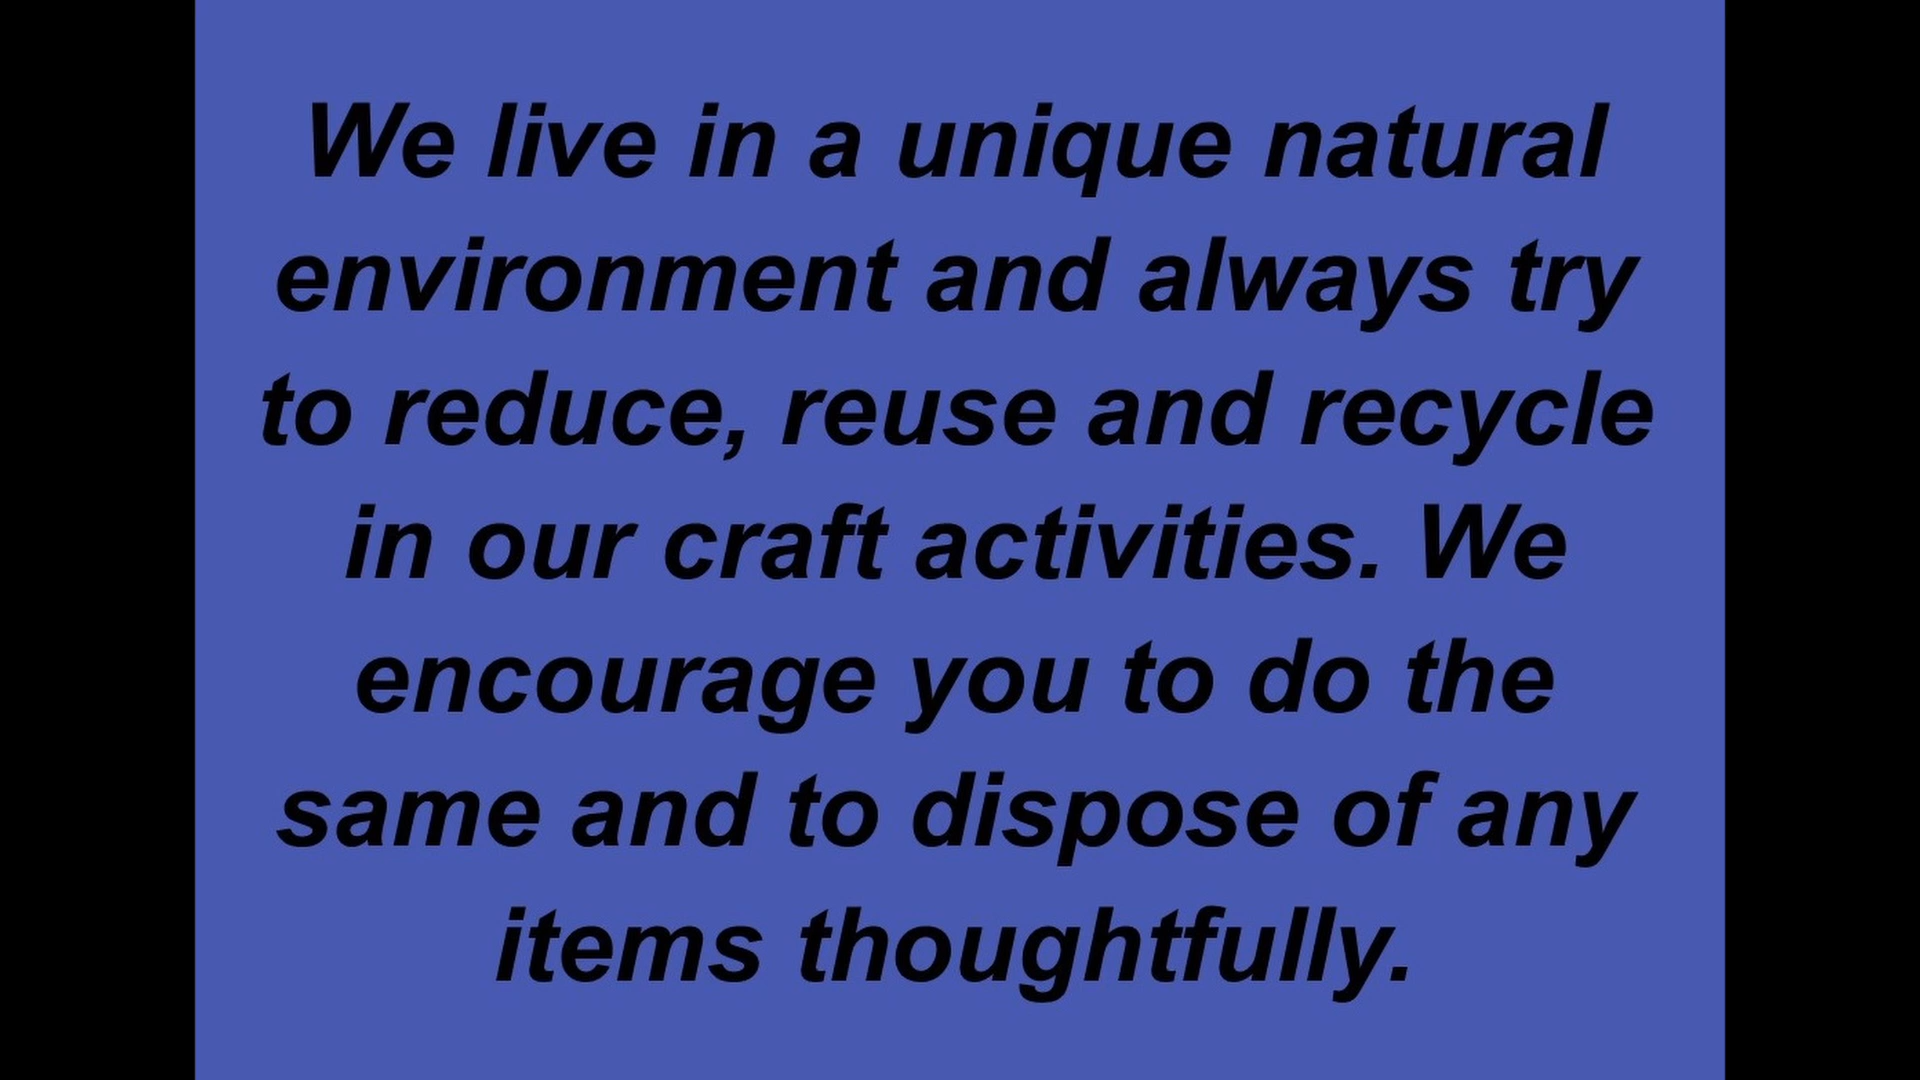 We live in a unique natural
environment and always try
to reduce, reuse and recycle
in our craft activities. We
encourage you to do the
same and to dispose of any
items thoughtfully.